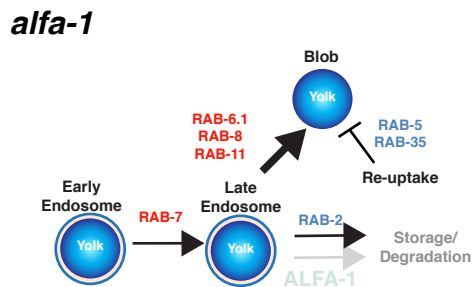 alfa-1
Blob
Yolk
RAB-6.1
RAB-8
RAB-11
RAB-5
RAB-35
Re-uptake
Early
Endosome
Yolk
RAB-7
Late
Endosome
Yolk
RAB-2
ALFA-1
Storage/
Degradation